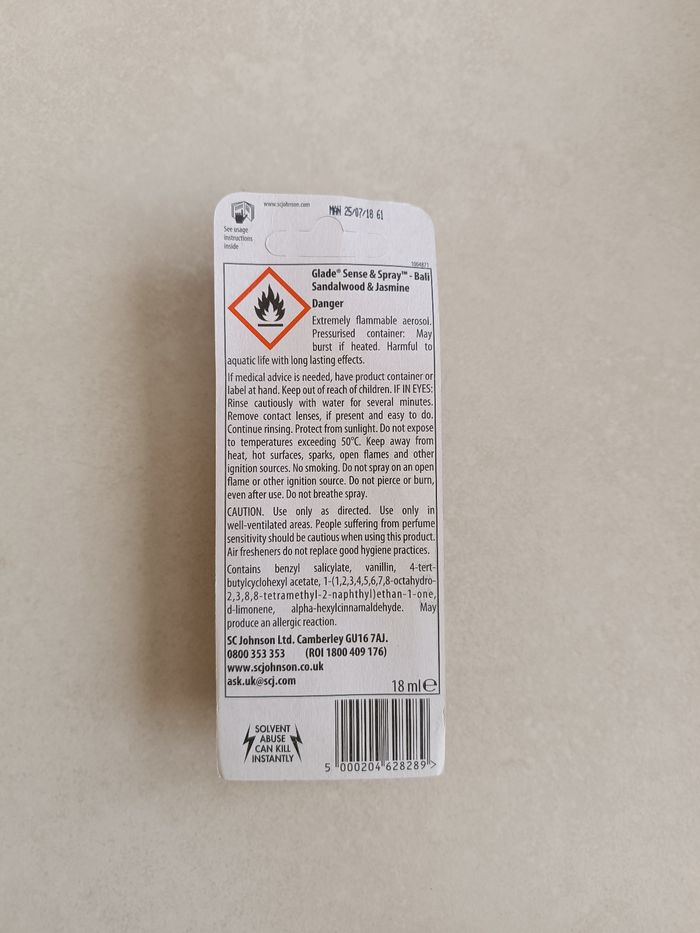 www.scjohnson.com
MAN 25/07/18 61
See usage
instructions
inside
1004871
Glade® Sense & Spray™ - Bali
Sandalwood & Jasmine
Danger
Extremely flammable aerosol.
Pressurised container: May
burst if heated. Harmful to
aquatic life with long lasting effects.
If medical advice is needed, have product container or
label at hand. Keep out of reach of children. IF IN EYES:
Rinse cautiously with water for several minutes.
Remove contact lenses, if present and easy to do.
Continue rinsing. Protect from sunlight. Do not expose
to temperatures exceeding 50°C. Keep away from
heat, hot surfaces, sparks, open flames and other
ignition sources. No smoking. Do not spray on an open
flame or other ignition source. Do not pierce or burn,
even after use. Do not breathe spray.
CAUTION. Use only as directed. Use only in
well-ventilated areas. People suffering from perfume
sensitivity should be cautious when using this product.
Air fresheners do not replace good hygiene practices.
Contains benzyl salicylate, vanillin, 4-tert-
butylcyclohexyl acetate, 1-(1,2,3,4,5,6,7,8-octahydro-
2,3,8,8-tetramethyl-2-naphthyl)ethan-1-one,
d-limonene, alpha-hexylcinnamaldehyde. May
produce an allergic reaction.
SC Johnson Ltd. Camberley GU16 7AJ.
0800 353 353 (ROI 1800 409 176)
www.scjohnson.co.uk
ask.uk@scj.com
18 ml ℮
SOLVENT
ABUSE
CAN KILL
INSTANTLY
5 000204 628289 >